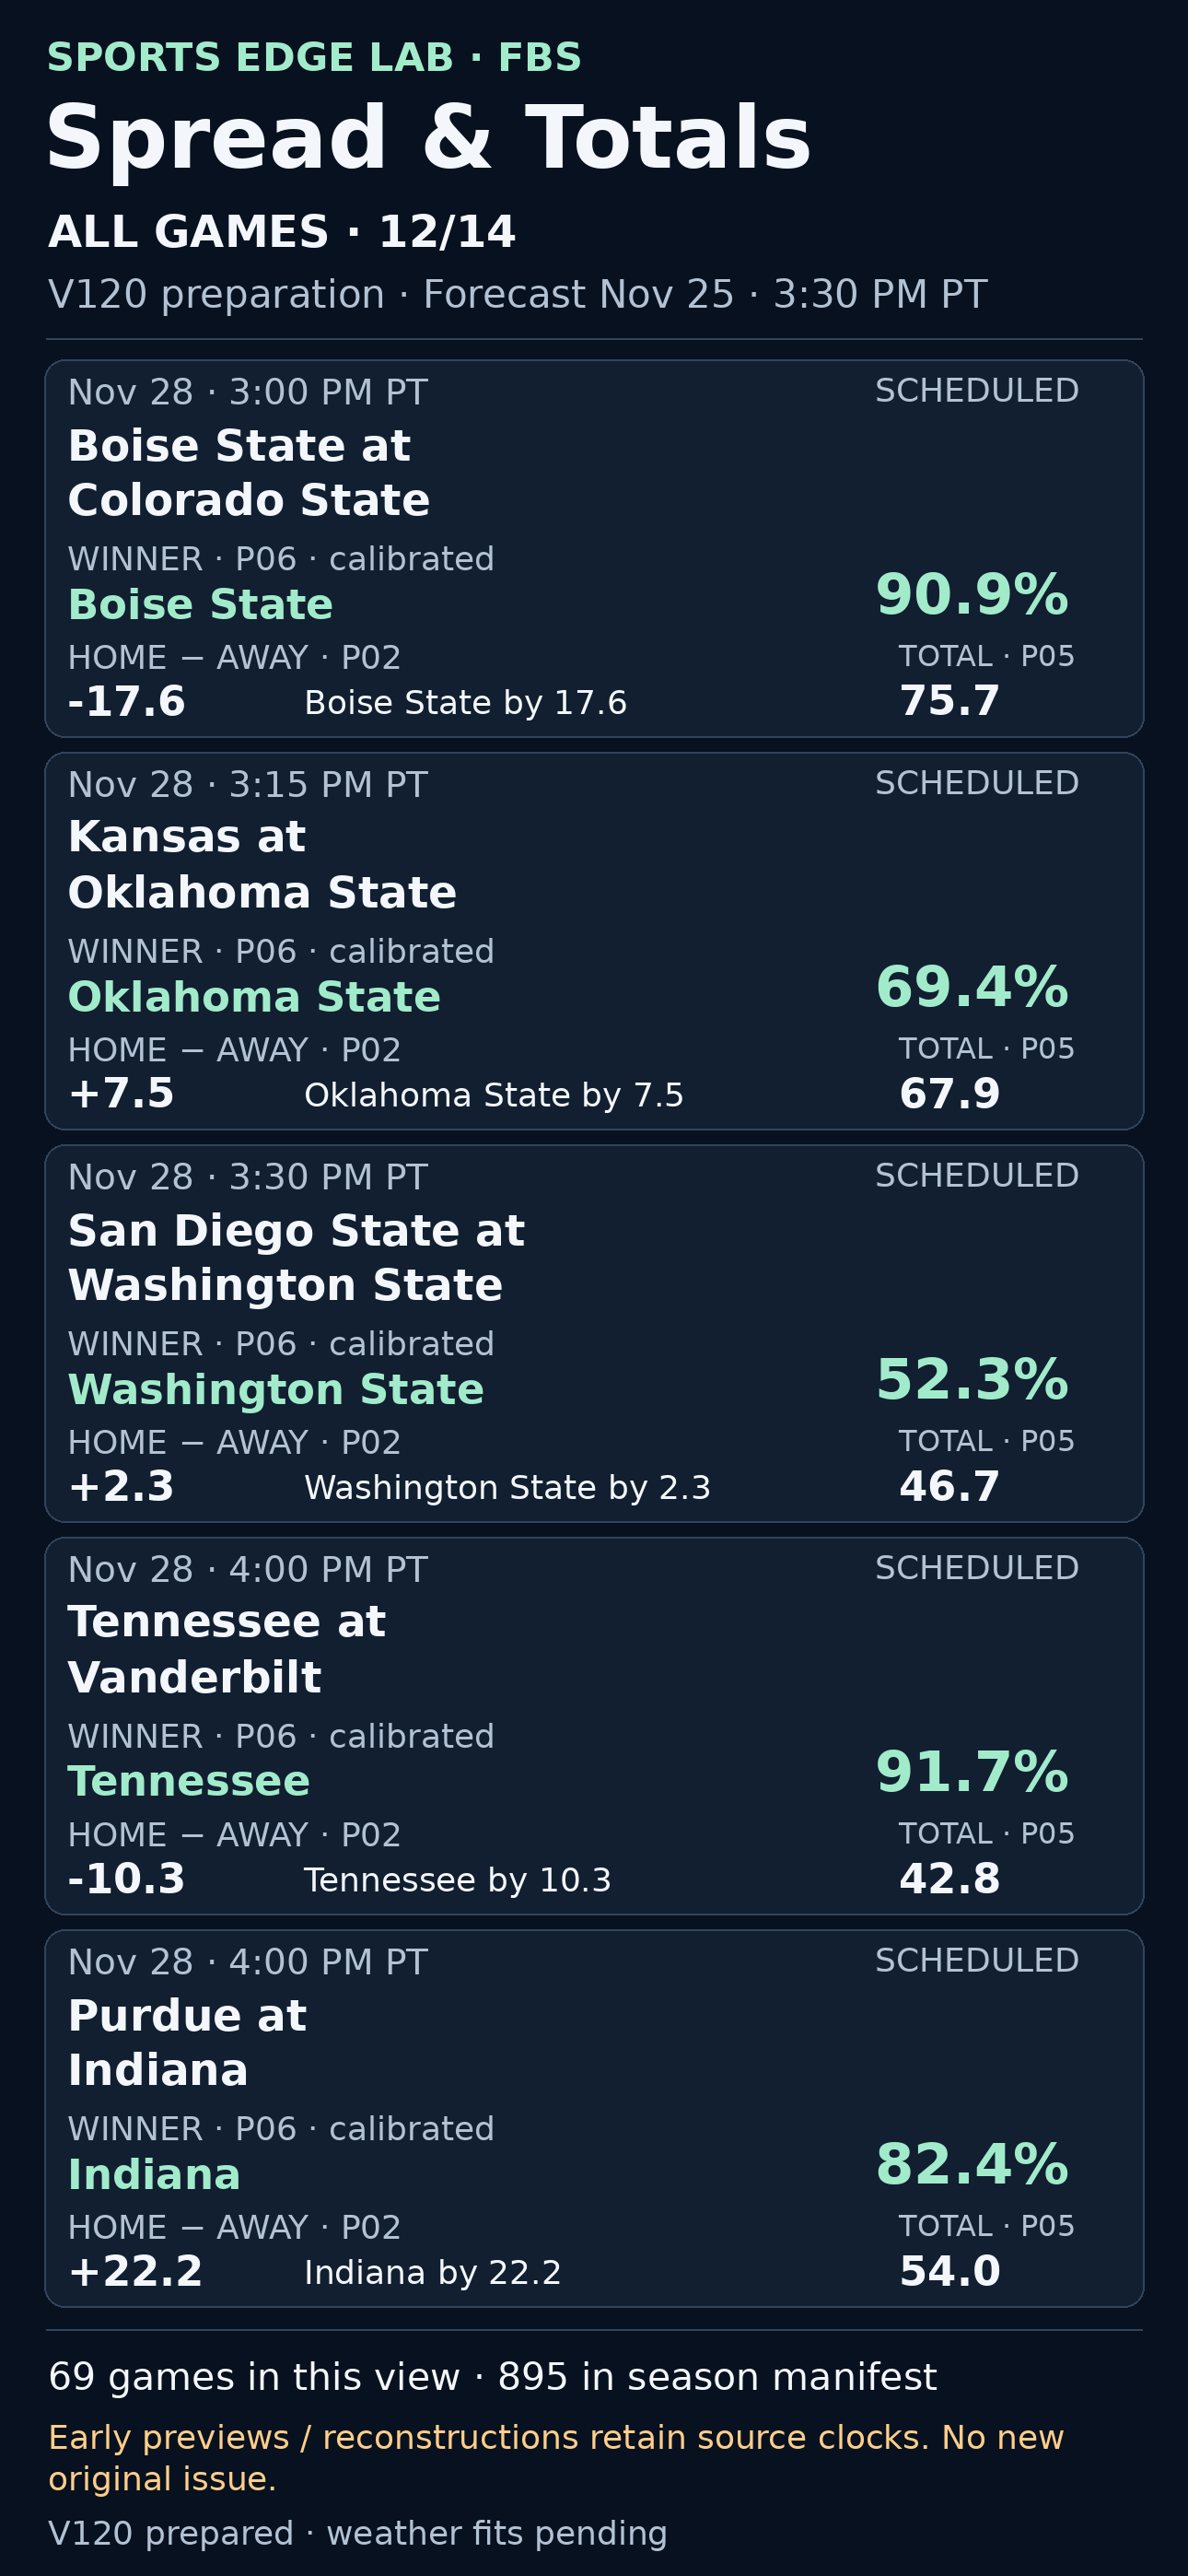 SPORTS EDGE LAB · FBS
Spread & Totals
ALL GAMES · 12/14
V120 preparation · Forecast Nov 25 · 3:30 PM PT
Nov 28 · 3:00 PM PT SCHEDULED
Boise State at
Colorado State
WINNER · P06 · calibrated
Boise State 90.9%
HOME − AWAY · P02 TOTAL · P05
-17.6 Boise State by 17.6 75.7
Nov 28 · 3:15 PM PT SCHEDULED
Kansas at
Oklahoma State
WINNER · P06 · calibrated
Oklahoma State 69.4%
HOME − AWAY · P02 TOTAL · P05
+7.5 Oklahoma State by 7.5 67.9
Nov 28 · 3:30 PM PT SCHEDULED
San Diego State at
Washington State
WINNER · P06 · calibrated
Washington State 52.3%
HOME − AWAY · P02 TOTAL · P05
+2.3 Washington State by 2.3 46.7
Nov 28 · 4:00 PM PT SCHEDULED
Tennessee at
Vanderbilt
WINNER · P06 · calibrated
Tennessee 91.7%
HOME − AWAY · P02 TOTAL · P05
-10.3 Tennessee by 10.3 42.8
Nov 28 · 4:00 PM PT SCHEDULED
Purdue at
Indiana
WINNER · P06 · calibrated
Indiana 82.4%
HOME − AWAY · P02 TOTAL · P05
+22.2 Indiana by 22.2 54.0
69 games in this view · 895 in season manifest
Early previews / reconstructions retain source clocks. No new
original issue.
V120 prepared · weather fits pending